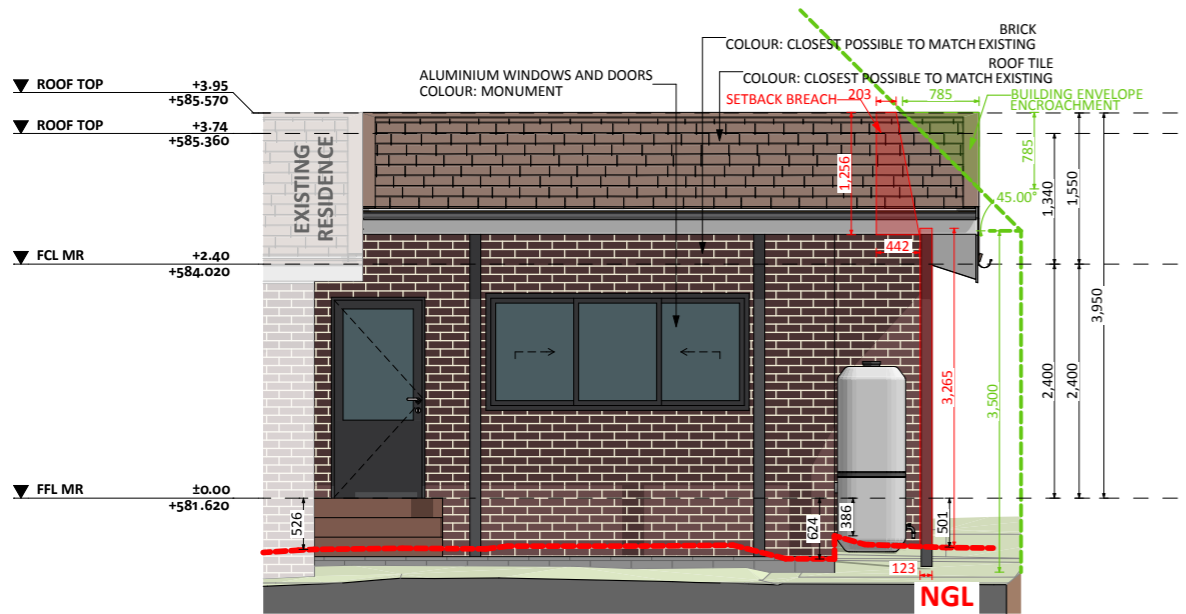 BRICK
COLOUR: CLOSEST POSSIBLE TO MATCH EXISTING
ROOF TILE
COLOUR: CLOSEST POSSIBLE TO MATCH EXISTING
ALUMINIUM WINDOWS AND DOORS
COLOUR: MONUMENT
SETBACK BREACH
203
785
BUILDING ENVELOPE
ENCROACHMENT
ROOF TOP +3.95
+585.570
ROOF TOP +3.74
+585.360
EXISTING
RESIDENCE
1,256
785
45.00°
1,340
1,550
442
FCL MR +2.40
+584.020
3,950
3,265
3,500
2,400
2,400
FFL MR ±0.00
+581.620
526
624
386
501
123
NGL